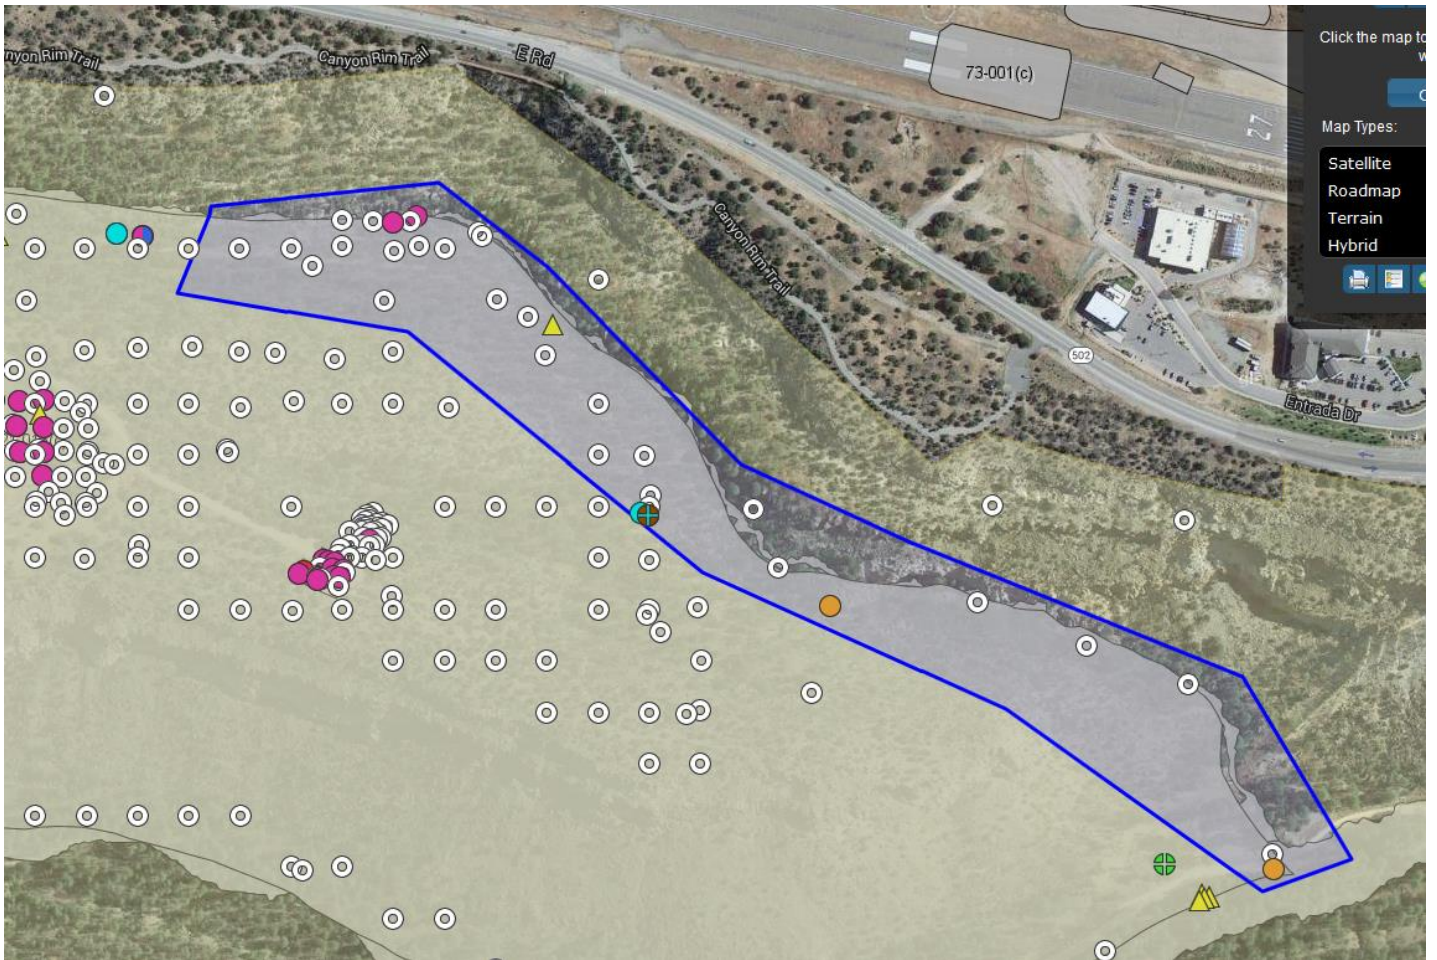 nyon Rim Trail
Canyon Rim Trail
E Rd
73-001(c)
27
Canyon Rim Trail
502
Entrada Dr
Click the map to
w
Map Types:
Satellite
Roadmap
Terrain
Hybrid